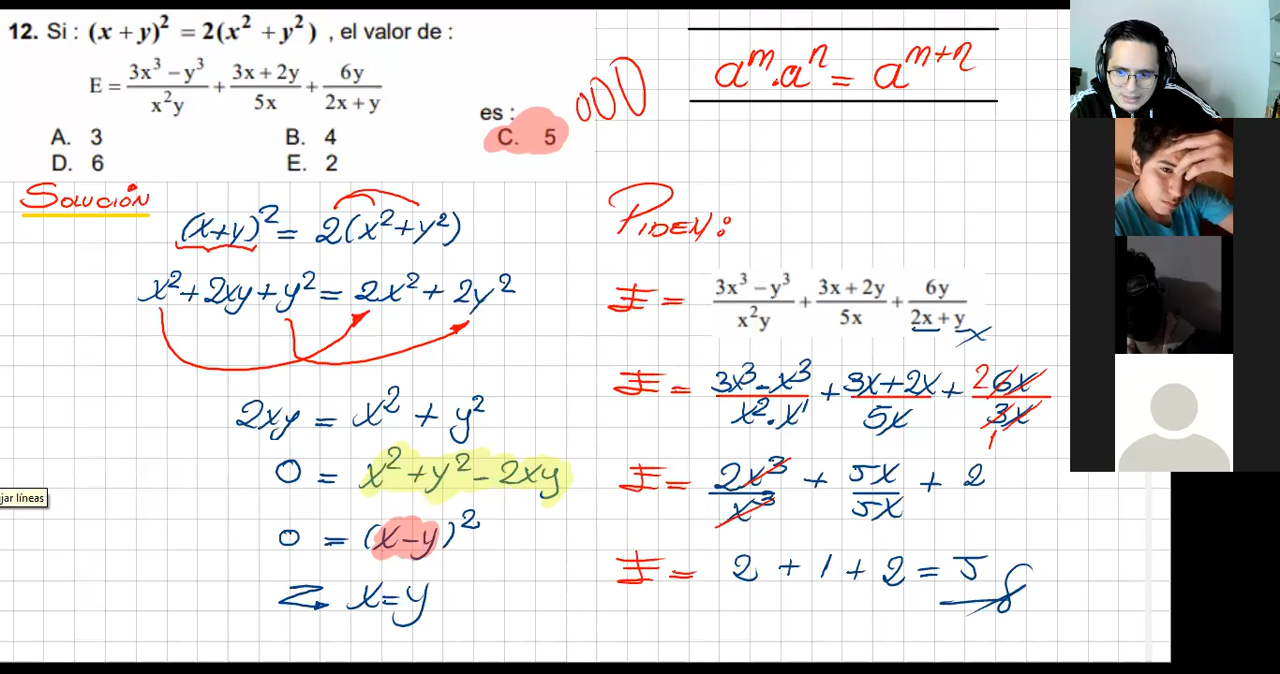 12. Si : (x + y)² = 2(x² + y²) , el valor de :
E = (3x³ − y³)/(x²y) + (3x + 2y)/(5x) + 6y/(2x + y)
es :
A. 3 B. 4 C. 5
D. 6 E. 2
aᵐ.aⁿ = aᵐ⁺ⁿ
SOLUCIÓN
(x+y)² = 2(x²+y²)
x²+2xy+y² = 2x²+2y²
2xy = x² + y²
0 = x²+y²-2xy
0 = (x-y)²
x=y
jar líneas
PIDEN:
E = (3x³ − y³)/(x²y) + (3x + 2y)/(5x) + 6y/(2x + y)
x
E = (3x³-x³)/(x².x¹) + (3x+2x)/(5x) + 6x/3x
2
1
E = 2x³/x³ + 5x/5x + 2
E = 2 + 1 + 2 = 5